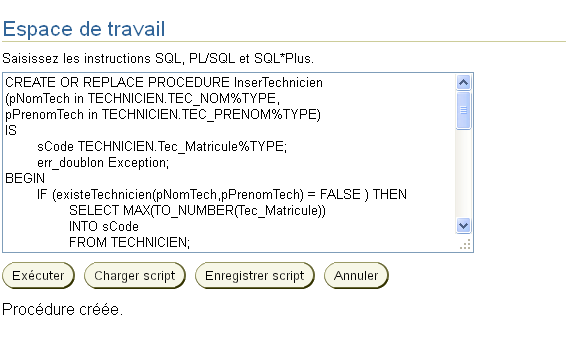 Espace de travail
Saisissez les instructions SQL, PL/SQL et SQL*Plus.
CREATE OR REPLACE PROCEDURE InserTechnicien
(pNomTech in TECHNICIEN.TEC_NOM%TYPE,
pPrenomTech in TECHNICIEN.TEC_PRENOM%TYPE)
IS
sCode TECHNICIEN.Tec_Matricule%TYPE;
err_doublon Exception;
BEGIN
IF (existeTechnicien(pNomTech,pPrenomTech) = FALSE ) THEN
SELECT MAX(TO_NUMBER(Tec_Matricule))
INTO sCode
FROM TECHNICIEN;
Exécuter Charger script Enregistrer script Annuler
Procédure créée.